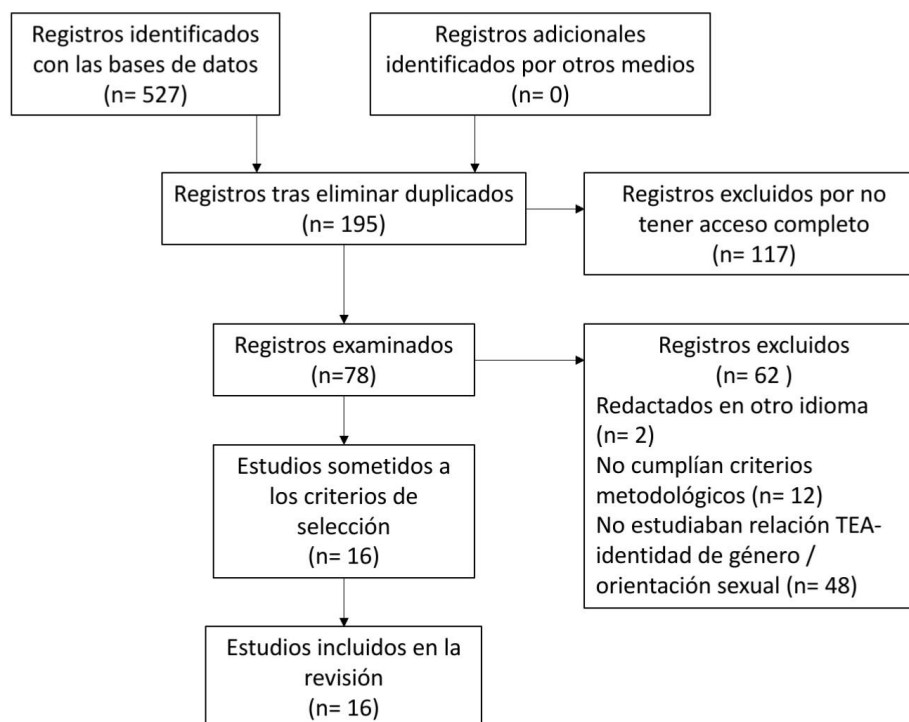 Registros identificados
con las bases de datos
(n= 527)
Registros adicionales
identificados por otros medios
(n= 0)
Registros tras eliminar duplicados
(n= 195)
Registros excluidos por no
tener acceso completo
(n= 117)
Registros examinados
(n=78)
Registros excluidos
(n= 62 )
Redactados en otro idioma
(n= 2)
No cumplían criterios
metodológicos (n= 12)
No estudiaban relación TEA-
identidad de género /
orientación sexual (n= 48)
Estudios sometidos a
los criterios de
selección
(n= 16)
Estudios incluidos en la
revisión
(n= 16)